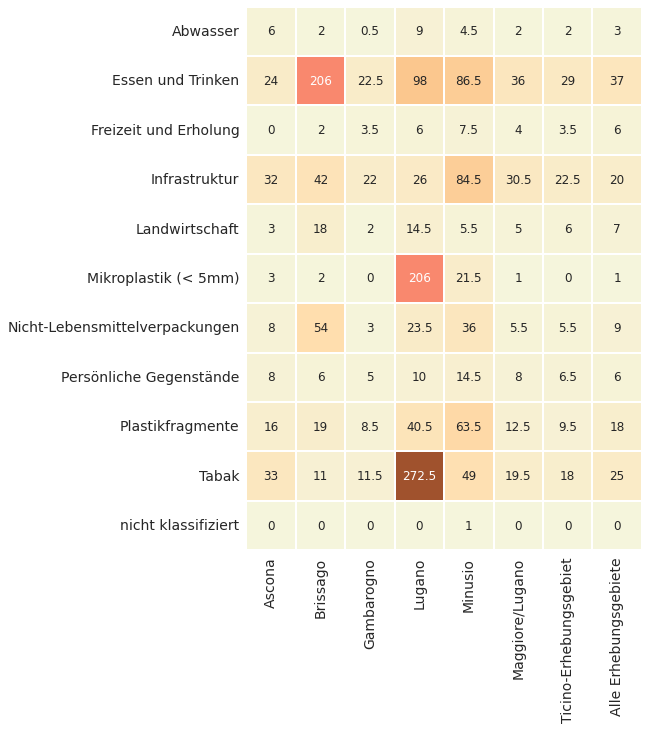 Abwasser 6 2 0.5 9 4.5 2 2 3
Essen und Trinken 24 206 22.5 98 86.5 36 29 37
Freizeit und Erholung 0 2 3.5 6 7.5 4 3.5 6
Infrastruktur 32 42 22 26 84.5 30.5 22.5 20
Landwirtschaft 3 18 2 14.5 5.5 5 6 7
Mikroplastik (< 5mm) 3 2 0 206 21.5 1 0 1
Nicht-Lebensmittelverpackungen 8 54 3 23.5 36 5.5 5.5 9
Persönliche Gegenstände 8 6 5 10 14.5 8 6.5 6
Plastikfragmente 16 19 8.5 40.5 63.5 12.5 9.5 18
Tabak 33 11 11.5 272.5 49 19.5 18 25
nicht klassifiziert 0 0 0 0 1 0 0 0
Ascona
Brissago
Gambarogno
Lugano
Minusio
Maggiore/Lugano
Ticino-Erhebungsgebiet
Alle Erhebungsgebiete